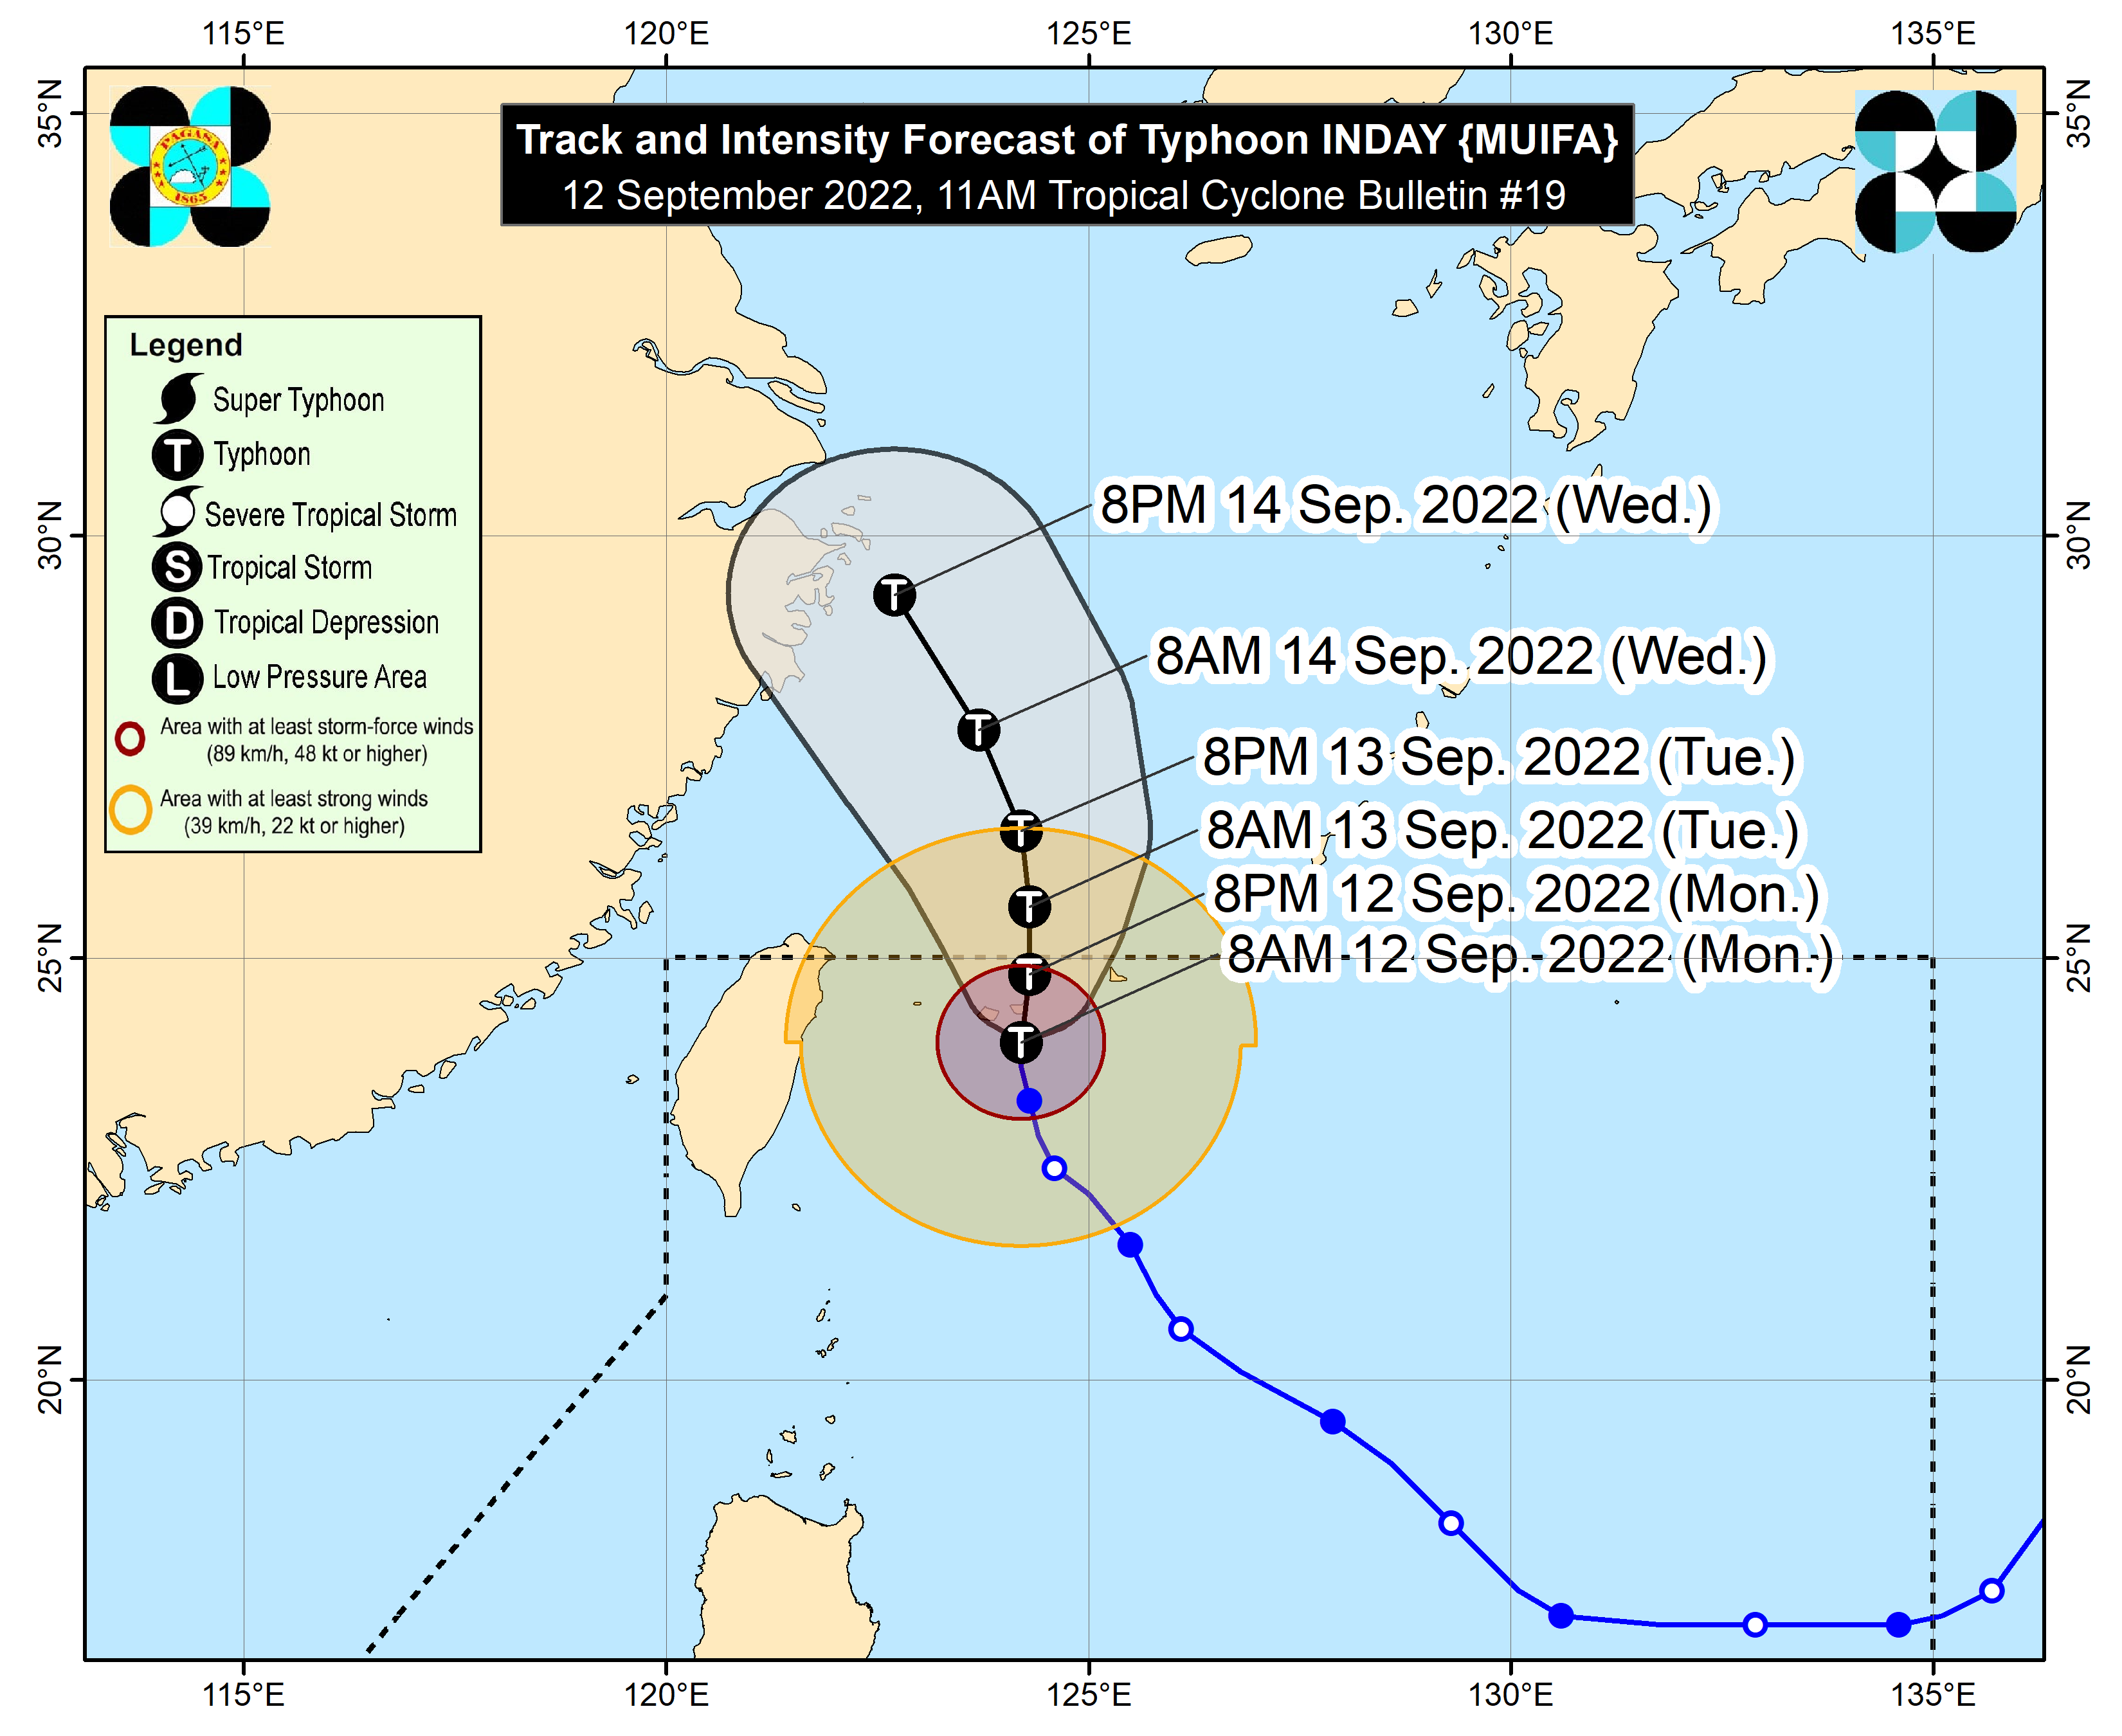 115°E
120°E
125°E
130°E
135°E
35°N
35°N
PAGASA
1865
Track and Intensity Forecast of Typhoon INDAY {MUIFA}
12 September 2022, 11AM Tropical Cyclone Bulletin #19
Legend
Super Typhoon
T Typhoon
Severe Tropical Storm
S Tropical Storm
D Tropical Depression
L Low Pressure Area
Area with at least storm-force winds
(89 km/h, 48 kt or higher)
Area with at least strong winds
(39 km/h, 22 kt or higher)
8PM 14 Sep. 2022 (Wed.)
30°N
30°N
T
8AM 14 Sep. 2022 (Wed.)
T
8PM 13 Sep. 2022 (Tue.)
T
8AM 13 Sep. 2022 (Tue.)
T
8PM 12 Sep. 2022 (Mon.)
T
8AM 12 Sep. 2022 (Mon.)
T
25°N
25°N
20°N
20°N
115°E
120°E
125°E
130°E
135°E